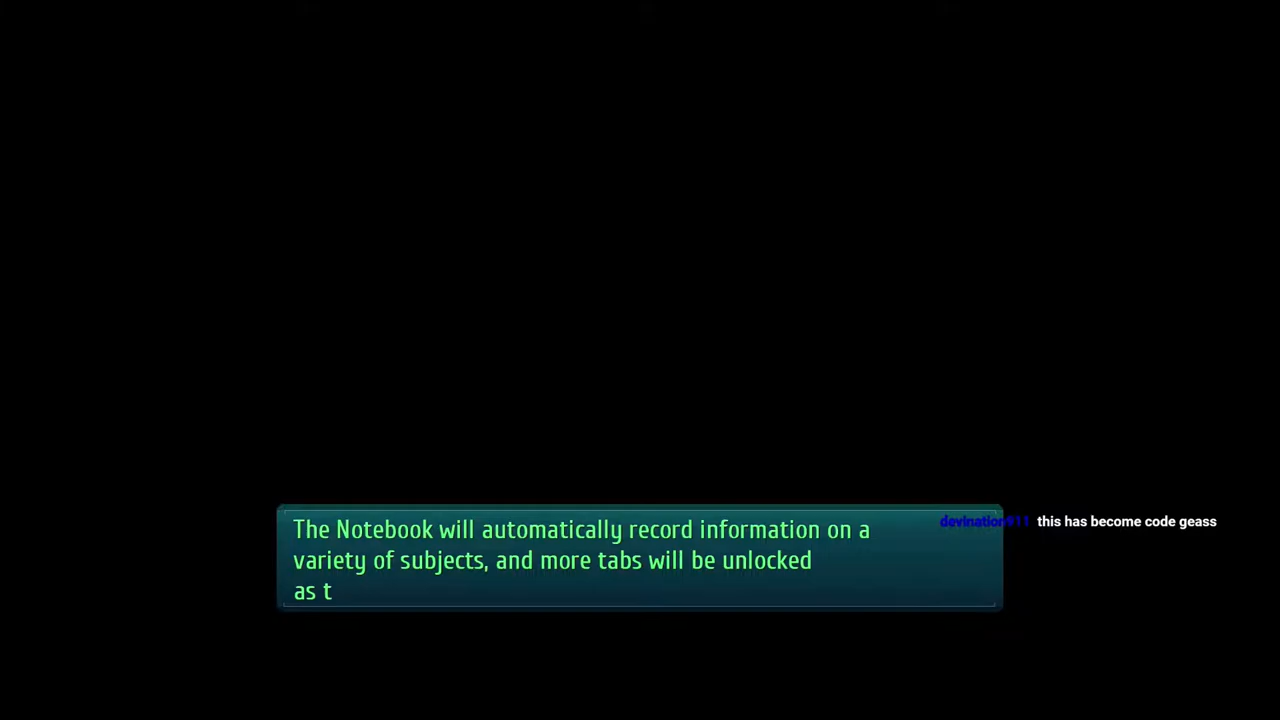 The Notebook will automatically record information on a
variety of subjects, and more tabs will be unlocked
as t
devination911 this has become code geass